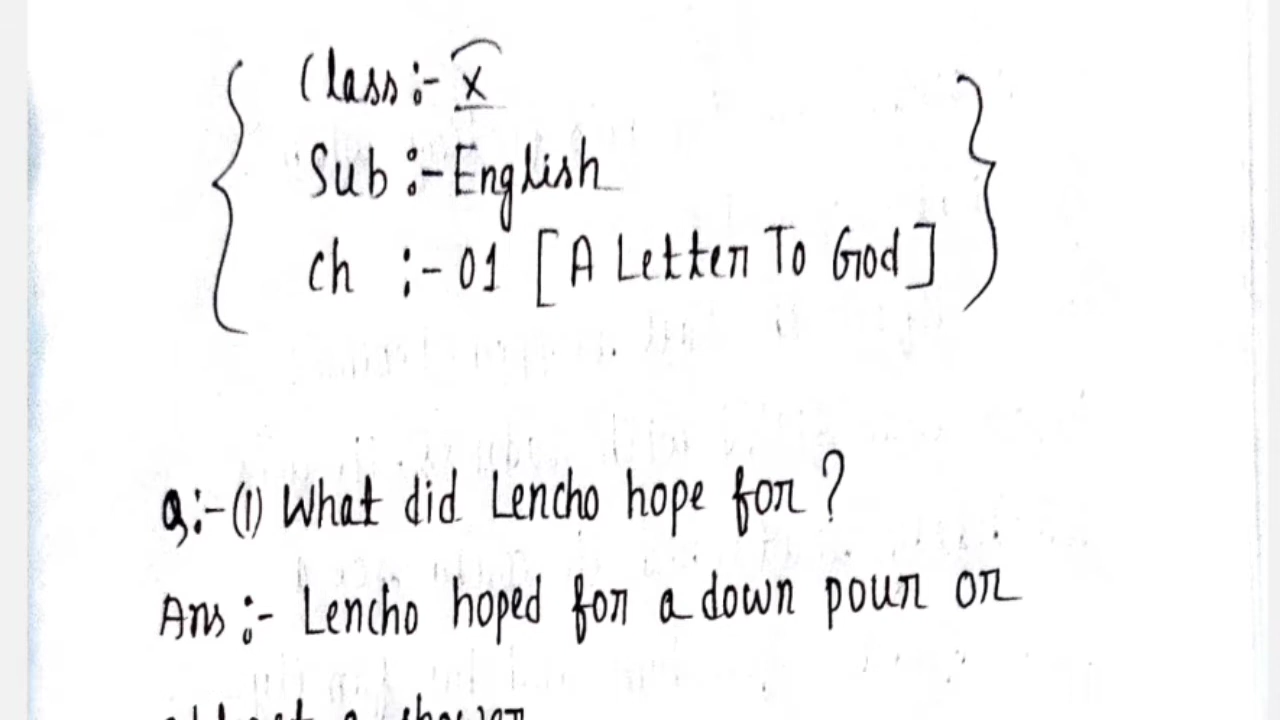 Class:- X
Sub :- English
Ch :- 01 [A Letter To God]
Q:-(1) What did Lencho hope for?
Ans :- Lencho hoped for a down pour or
a shower